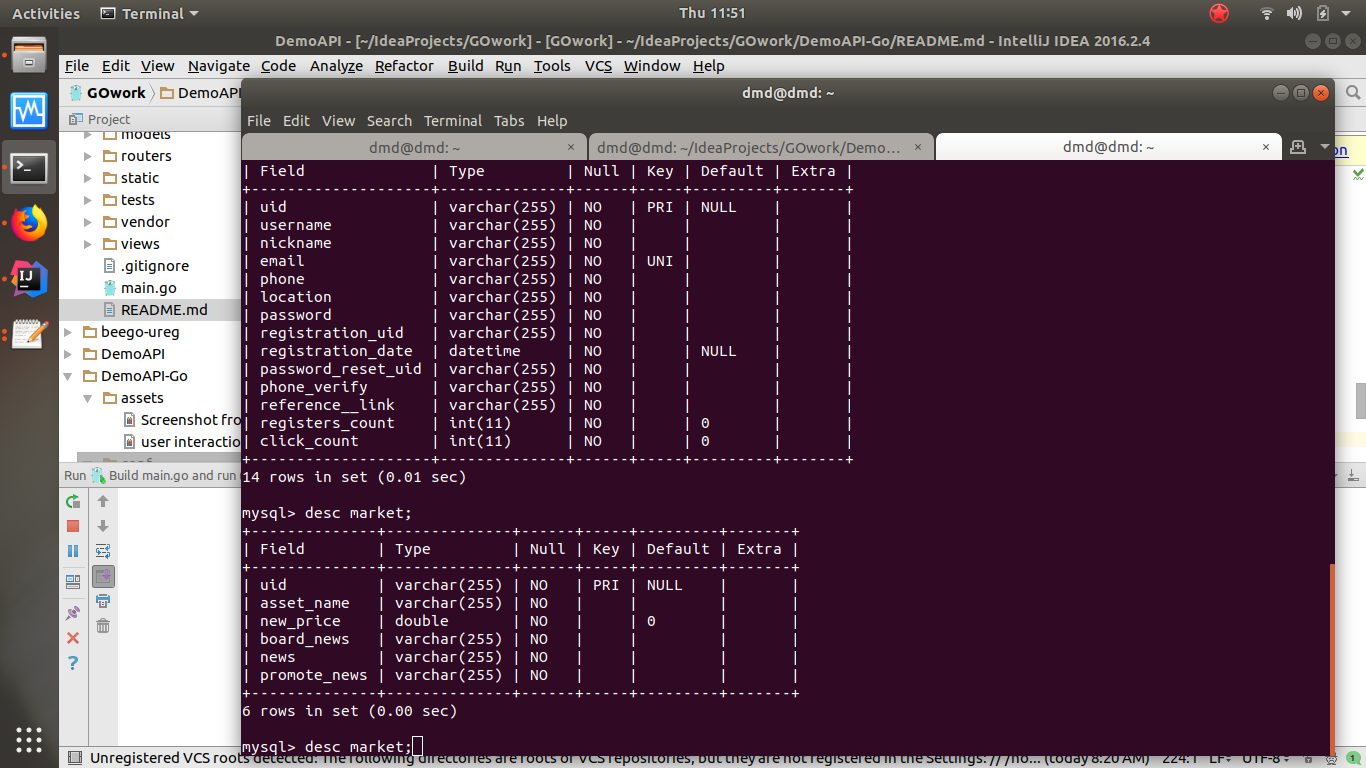 Activities Terminal Thu 11:51
DemoAPI - [~/IdeaProjects/GOwork] - [GOwork] - ~/IdeaProjects/GOwork/DemoAPI-Go/README.md - IntelliJ IDEA 2016.2.4
File Edit View Navigate Code Analyze Refactor Build Run Tools VCS Window Help
GOwork DemoAPI
Project
models
routers
static
tests
vendor
views
.gitignore
main.go
README.md
beego-ureg
DemoAPI
DemoAPI-Go
assets
Screenshot fro
user interactio
conf
Run Build main.go and run
dmd@dmd: ~
File Edit View Search Terminal Tabs Help
dmd@dmd: ~ × dmd@dmd: ~/IdeaProjects/GOwork/Demo... × dmd@dmd: ~ ×
| Field               | Type         | Null | Key | Default | Extra |
+--------------------+--------------+------+-----+---------+-------+
| uid                | varchar(255) | NO   | PRI | NULL    |       |
| username           | varchar(255) | NO   |     |         |       |
| nickname           | varchar(255) | NO   |     |         |       |
| email              | varchar(255) | NO   | UNI |         |       |
| phone              | varchar(255) | NO   |     |         |       |
| location           | varchar(255) | NO   |     |         |       |
| password           | varchar(255) | NO   |     |         |       |
| registration_uid   | varchar(255) | NO   |     |         |       |
| registration_date  | datetime     | NO   |     | NULL    |       |
| password_reset_uid | varchar(255) | NO   |     |         |       |
| phone_verify       | varchar(255) | NO   |     |         |       |
| reference__link    | varchar(255) | NO   |     |         |       |
| registers_count    | int(11)      | NO   |     | 0       |       |
| click_count        | int(11)      | NO   |     | 0       |       |
+--------------------+--------------+------+-----+---------+-------+
14 rows in set (0.01 sec)
mysql> desc market;
+--------------+--------------+------+-----+---------+-------+
| Field        | Type         | Null | Key | Default | Extra |
+--------------+--------------+------+-----+---------+-------+
| uid          | varchar(255) | NO   | PRI | NULL    |       |
| asset_name   | varchar(255) | NO   |     |         |       |
| new_price    | double       | NO   |     | 0       |       |
| board_news   | varchar(255) | NO   |     |         |       |
| news         | varchar(255) | NO   |     |         |       |
| promote_news | varchar(255) | NO   |     |         |       |
+--------------+--------------+------+-----+---------+-------+
6 rows in set (0.00 sec)
mysql> desc market;
on
Unregistered VCS roots detected: The following directories are roots of VCS repositories, but they are not registered in the Settings: / /ho... (today 8:20 AM) 224:1 LF÷ UTF-8÷ 1